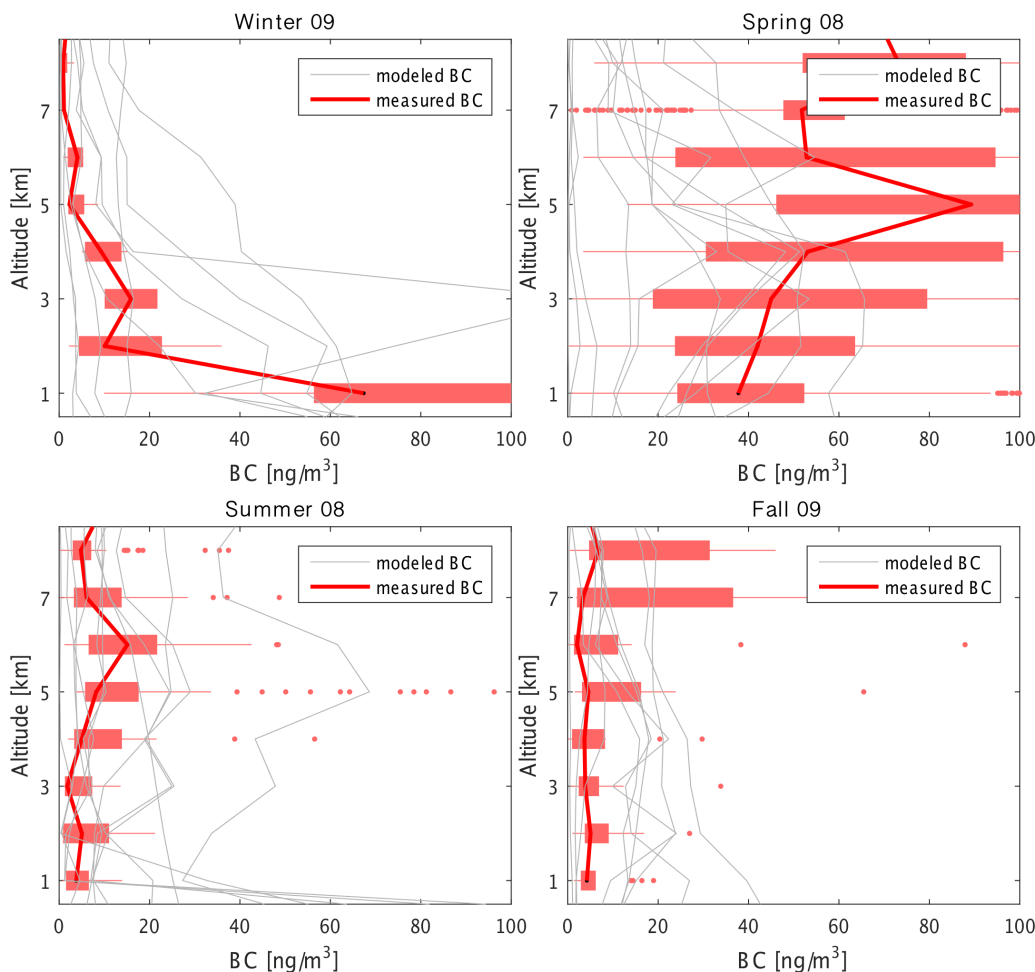 Winter 09
modeled BC
measured BC
Altitude [km]
7
5
3
1
0
20
40
60
80
100
BC [ng/m³]
Spring 08
modeled BC
measured BC
Altitude [km]
7
5
3
1
0
20
40
60
80
100
BC [ng/m³]
Summer 08
modeled BC
measured BC
Altitude [km]
7
5
3
1
0
20
40
60
80
100
BC [ng/m³]
Fall 09
modeled BC
measured BC
Altitude [km]
7
5
3
1
0
20
40
60
80
100
BC [ng/m³]